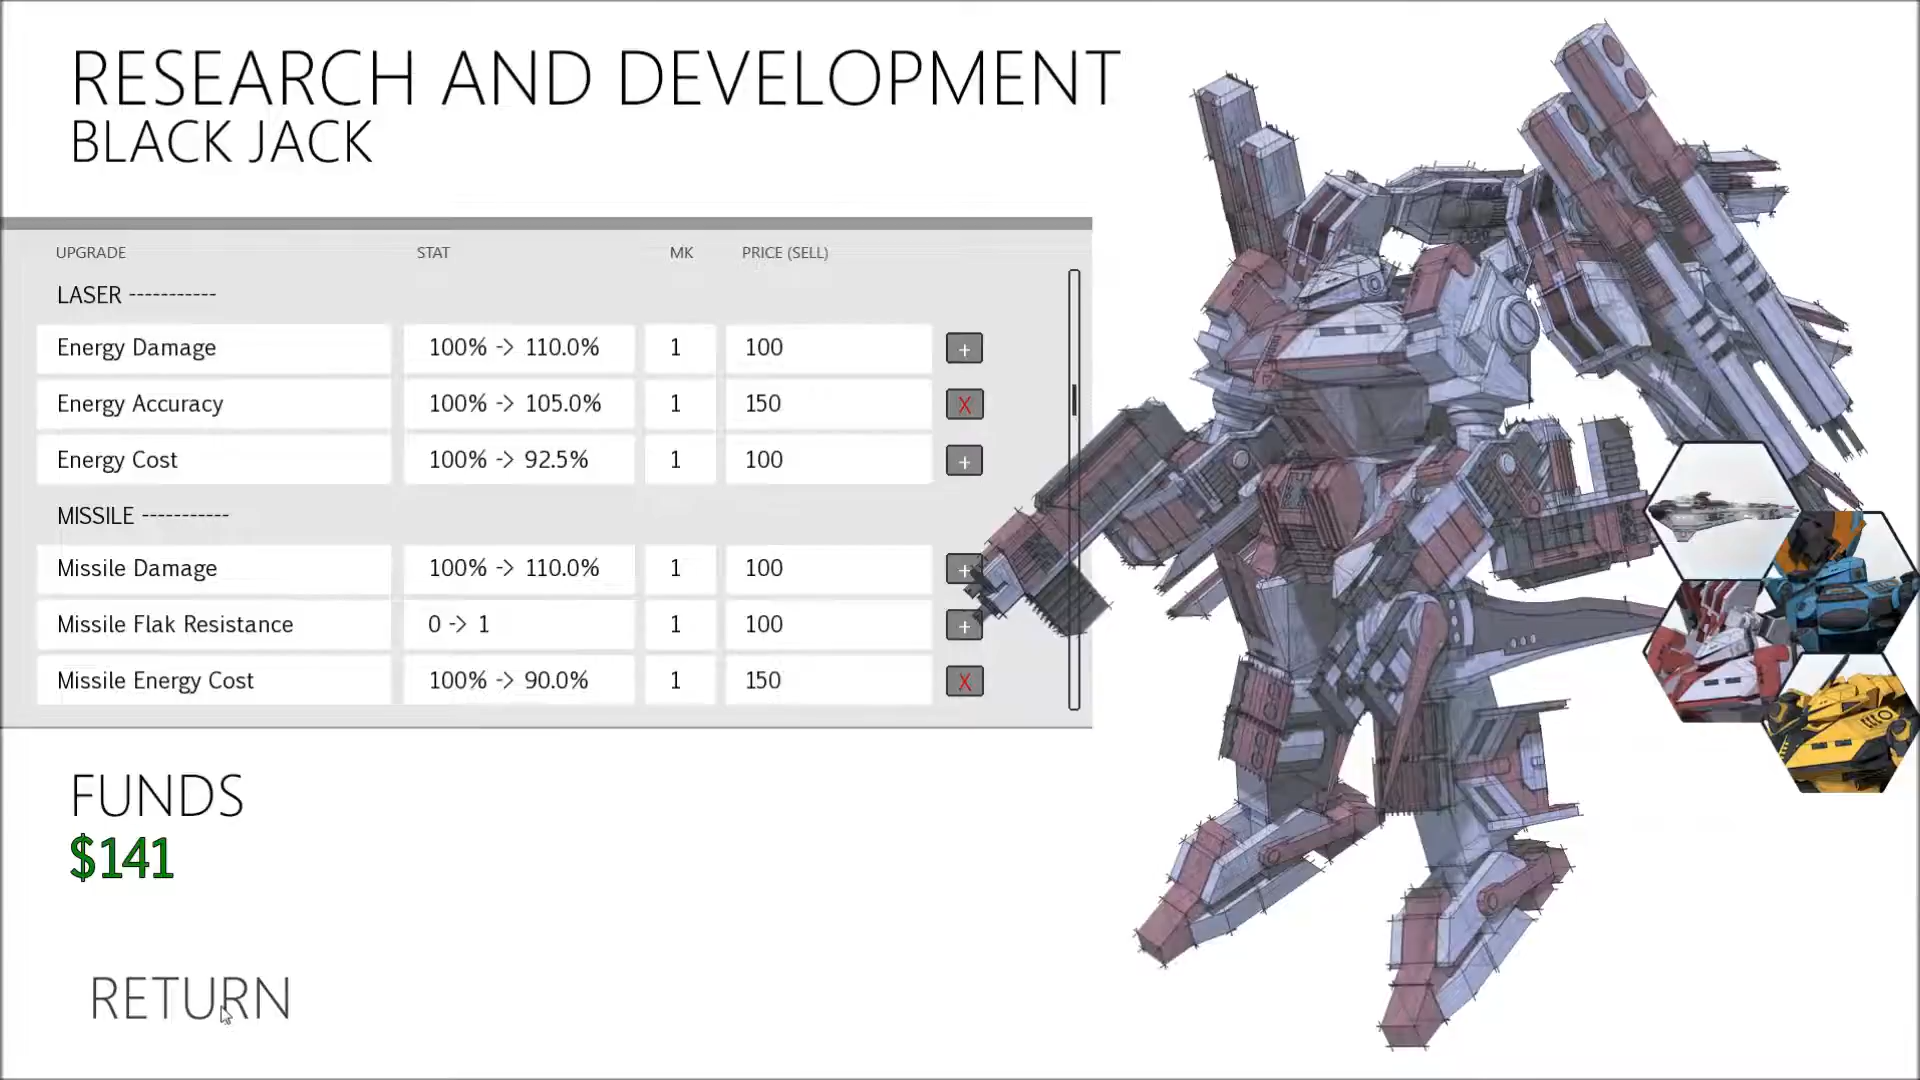 RESEARCH AND DEVELOPMENT
BLACK JACK
UPGRADE STAT MK PRICE (SELL)
LASER -----------
Energy Damage 100% -> 110.0% 1 100 +
Energy Accuracy 100% -> 105.0% 1 150 X
Energy Cost 100% -> 92.5% 1 100 +
MISSILE -----------
Missile Damage 100% -> 110.0% 1 100 +
Missile Flak Resistance 0 -> 1 1 100 +
Missile Energy Cost 100% -> 90.0% 1 150 X
FUNDS
$141
RETURN